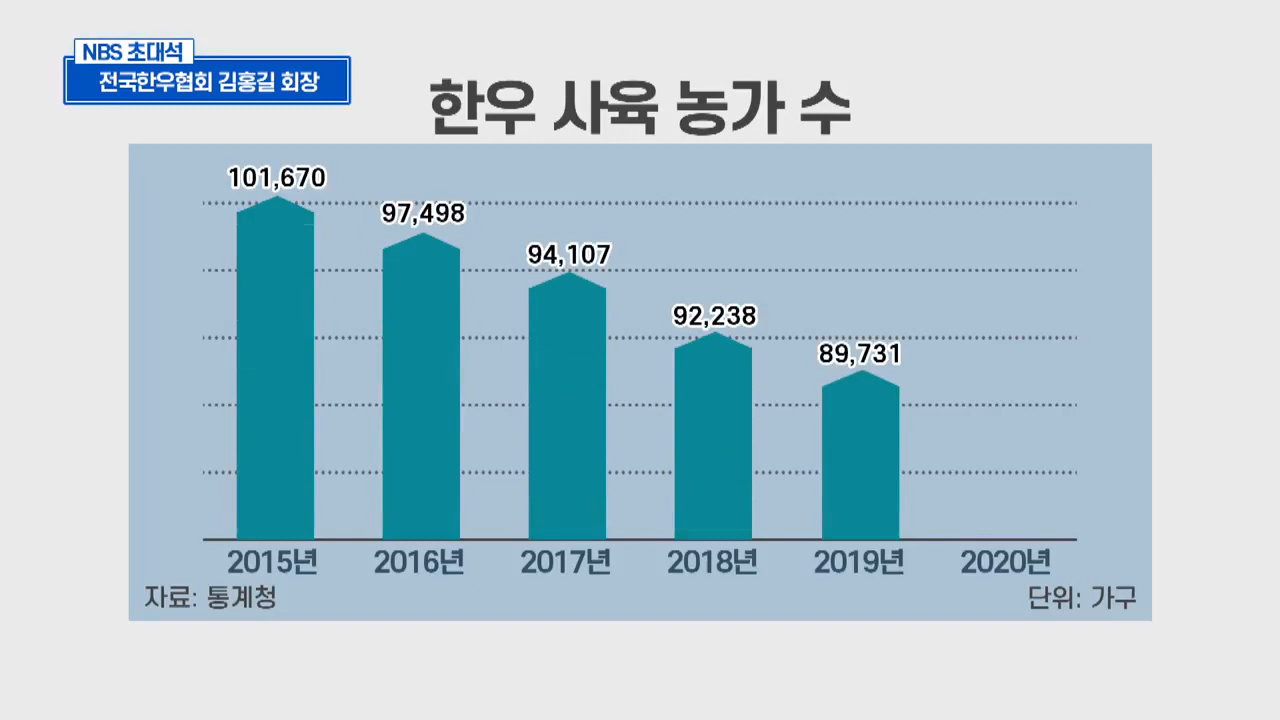 NBS 초대석
전국한우협회 김홍길 회장
한우 사육 농가 수
101,670
97,498
94,107
92,238
89,731
2015년 2016년 2017년 2018년 2019년 2020년
자료: 통계청
단위: 가구